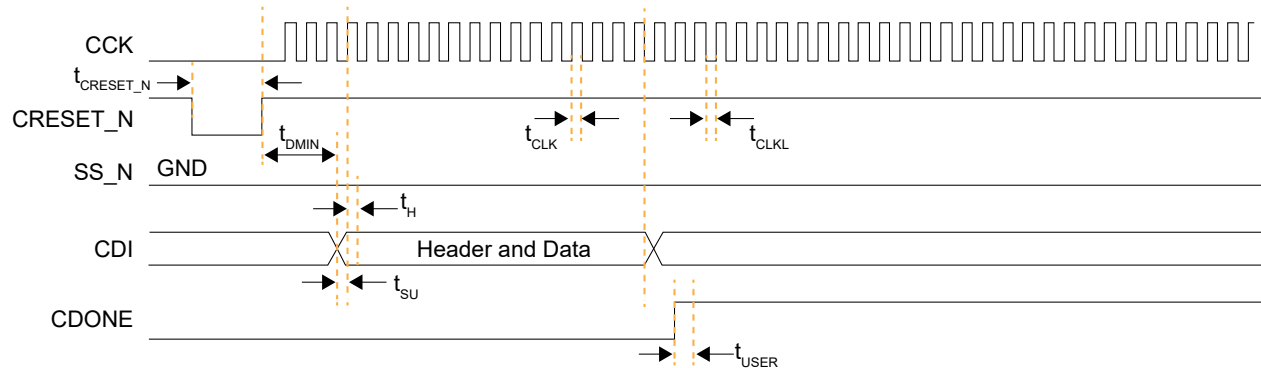 CCK
tCRESET_N
CRESET_N
tDMIN
tCLK
tCLKL
SS_N
GND
tH
CDI
Header and Data
tSU
CDONE
tUSER